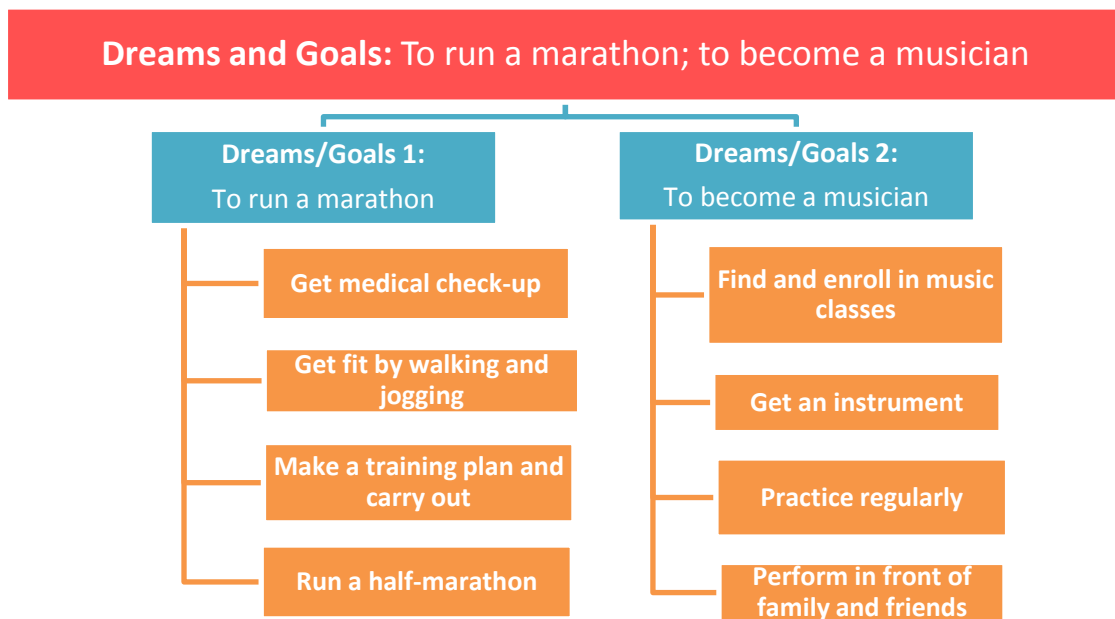 Dreams and Goals: To run a marathon; to become a musician
Dreams/Goals 1:
To run a marathon
Get medical check-up
Get fit by walking and
jogging
Make a training plan and
carry out
Run a half-marathon
Dreams/Goals 2:
To become a musician
Find and enroll in music
classes
Get an instrument
Practice regularly
Perform in front of
family and friends